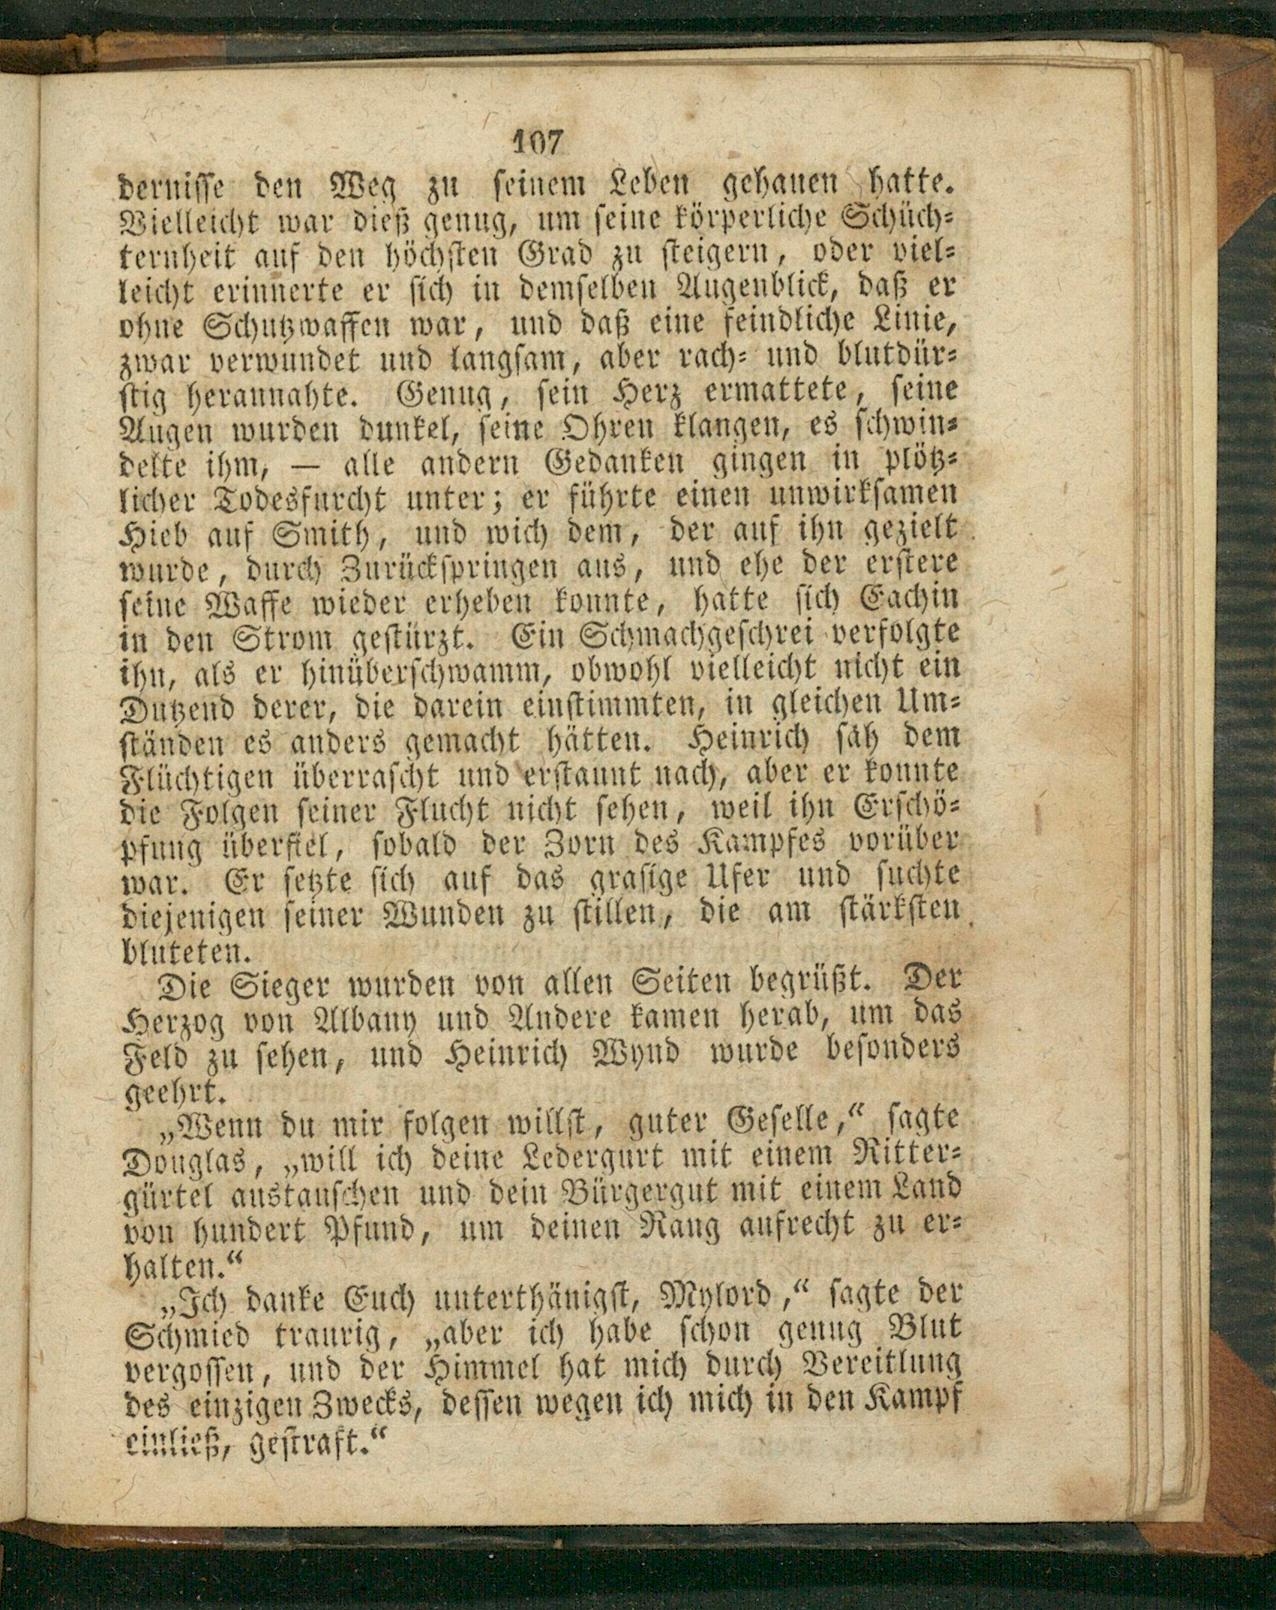 107
dernisse den Weg zu seinem Leben gehauen hatte.
Vielleicht war dieß genug, um seine körperliche Schüch-
ternheit auf den höchsten Grad zu steigern, oder viel-
leicht erinnerte er sich in demselben Augenblick, daß er
ohne Schutzwaffen war, und daß eine feindliche Linie,
zwar verwundet und langsam, aber rach- und blutdür-
stig herannahte. Genug, sein Herz ermattete, seine
Augen wurden dunkel, seine Ohren klangen, es schwin-
delte ihm, — alle andern Gedanken gingen in plötz-
licher Todesfurcht unter; er führte einen unwirksamen
Hieb auf Smith, und wich dem, der auf ihn gezielt
wurde, durch Zurückspringen aus, und ehe der erstere
seine Waffe wieder erheben konnte, hatte sich Eachin
in den Strom gestürzt. Ein Schmachgeschrei verfolgte
ihn, als er hinüberschwamm, obwohl vielleicht nicht ein
Dutzend derer, die darein einstimmten, in gleichen Um-
ständen es anders gemacht hätten. Heinrich sah dem
Flüchtigen überrascht und erstaunt nach, aber er konnte
die Folgen seiner Flucht nicht sehen, weil ihn Erschö-
pfung überfiel, sobald der Zorn des Kampfes vorüber
war. Er setzte sich auf das grasige Ufer und suchte
diejenigen seiner Wunden zu stillen, die am stärksten
bluteten.
Die Sieger wurden von allen Seiten begrüßt. Der
Herzog von Albany und Andere kamen herab, um das
Feld zu sehen, und Heinrich Wynd wurde besonders
geehrt.
„Wenn du mir folgen willst, guter Geselle,“ sagte
Douglas, „will ich deine Ledergurt mit einem Ritter-
gürtel austauschen und dein Bürgergut mit einem Land
von hundert Pfund, um deinen Rang aufrecht zu er-
halten.“
„Ich danke Euch unterthänigst, Mylord,“ sagte der
Schmied traurig, „aber ich habe schon genug Blut
vergossen, und der Himmel hat mich durch Vereitlung
des einzigen Zwecks, dessen wegen ich mich in den Kampf
einließ, gestraft.“